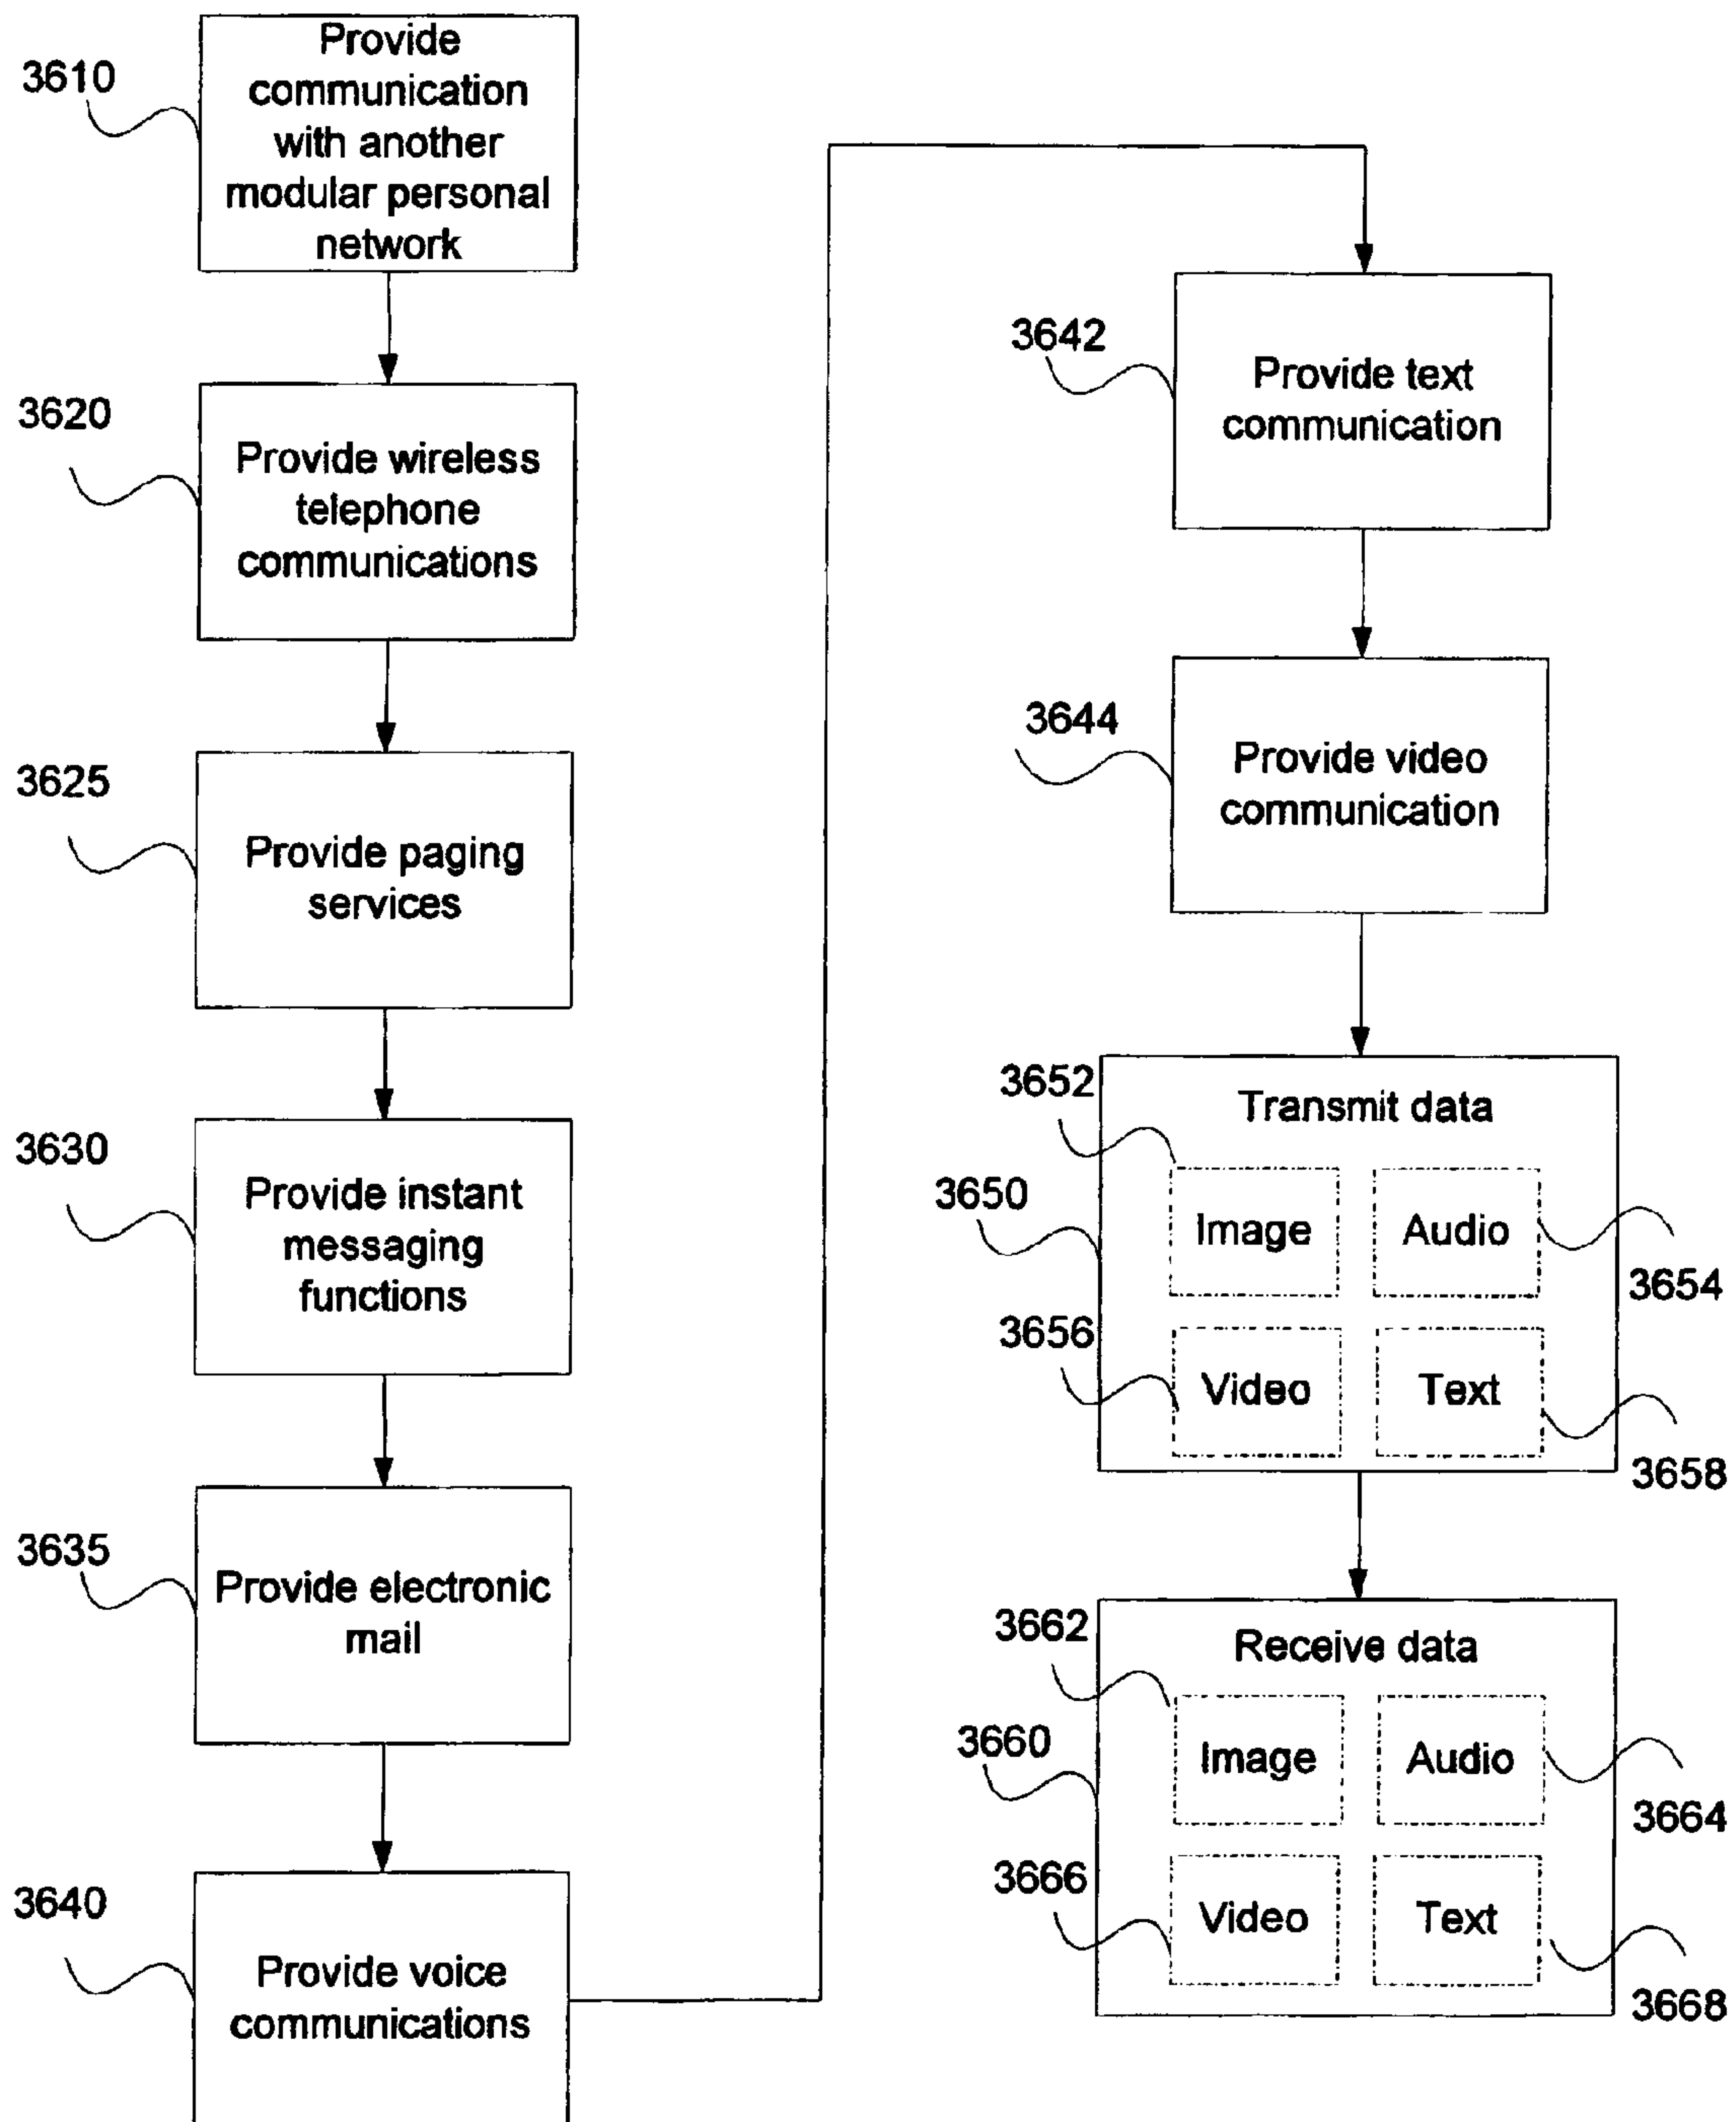 3610
Provide
communication
with another
modular personal
network
3620
Provide wireless
telephone
communications
3625
Provide paging
services
3630
Provide instant
messaging
functions
3635
Provide electronic
mail
3640
Provide voice
communications
3642
Provide text
communication
3644
Provide video
communication
3652
Transmit data
3650
Image
Audio
3654
3656
Video
Text
3658
3662
Receive data
3660
Image
Audio
3664
3666
Video
Text
3668